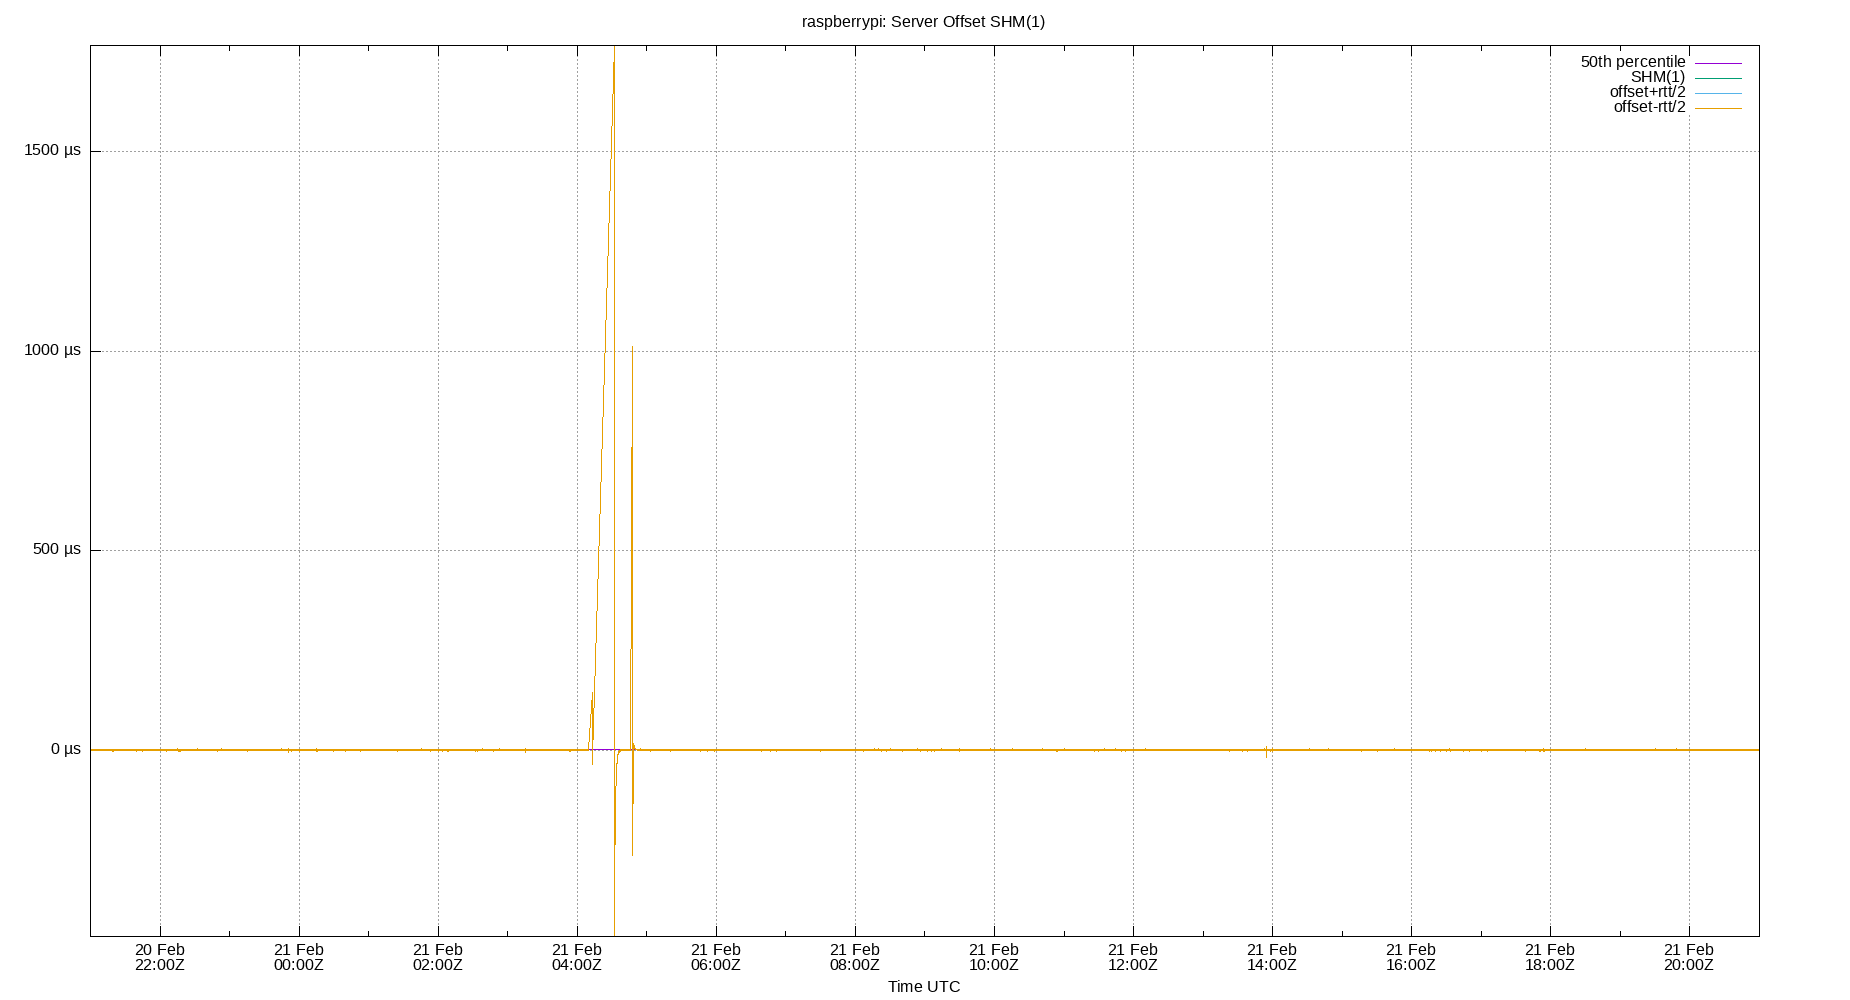 raspberrypi: Server Offset SHM(1)
50th percentile
SHM(1)
offset+rtt/2
offset-rtt/2
1500 µs
1000 µs
500 µs
0 µs
20 Feb 21 Feb 21 Feb 21 Feb 21 Feb 21 Feb 21 Feb 21 Feb 21 Feb 21 Feb 21 Feb 21 Feb
22:00Z 00:00Z 02:00Z 04:00Z 06:00Z 08:00Z 10:00Z 12:00Z 14:00Z 16:00Z 18:00Z 20:00Z
Time UTC